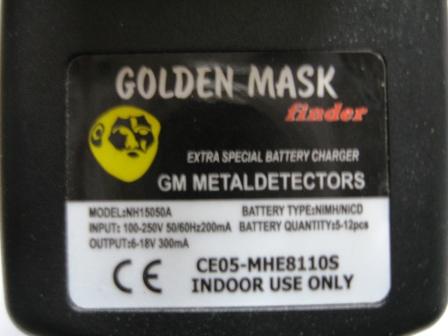 GOLDEN MASK
finder
EXTRA SPECIAL BATTERY CHARGER
GM METALDETECTORS
MODEL:NH15050A BATTERY TYPE:NIMH/NICD
INPUT: 100-250V 50/60Hz200mA BATTERY QUANTITY:5-12pcs
OUTPUT:6-18V 300mA
CE CE05-MHE8110S
INDOOR USE ONLY